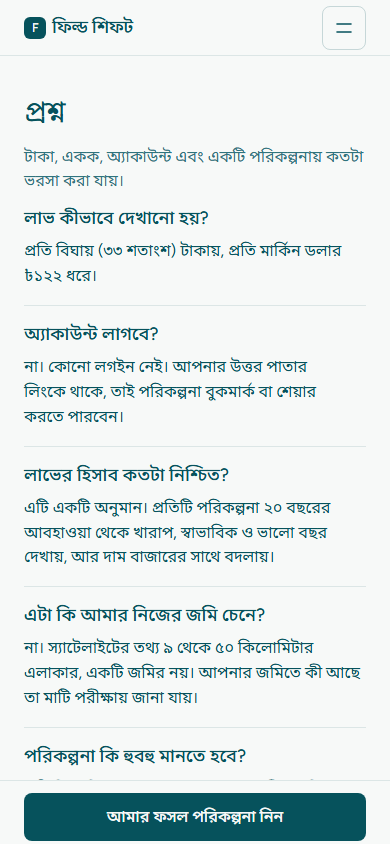 F ফিল্ড শিফট
প্রশ্ন
টাকা, একক, অ্যাকাউন্ট এবং একটি পরিকল্পনায় কতটা
ভরসা করা যায়।
লাভ কীভাবে দেখানো হয়?
প্রতি বিঘায় (৩৩ শতাংশ) টাকায়, প্রতি মার্কিন ডলার
৳১২২ ধরে।
অ্যাকাউন্ট লাগবে?
না। কোনো লগইন নেই। আপনার উত্তর পাতার
লিংকে থাকে, তাই পরিকল্পনা বুকমার্ক বা শেয়ার
করতে পারবেন।
লাভের হিসাব কতটা নিশ্চিত?
এটি একটি অনুমান। প্রতিটি পরিকল্পনা ২০ বছরের
আবহাওয়া থেকে খারাপ, স্বাভাবিক ও ভালো বছর
দেখায়, আর দাম বাজারের সাথে বদলায়।
এটা কি আমার নিজের জমি চেনে?
না। স্যাটেলাইটের তথ্য ৯ থেকে ৫০ কিলোমিটার
এলাকার, একটি জমির নয়। আপনার জমিতে কী আছে
তা মাটি পরীক্ষায় জানা যায়।
পরিকল্পনা কি হুবহু মানতে হবে?
আমার ফসল পরিকল্পনা নিন